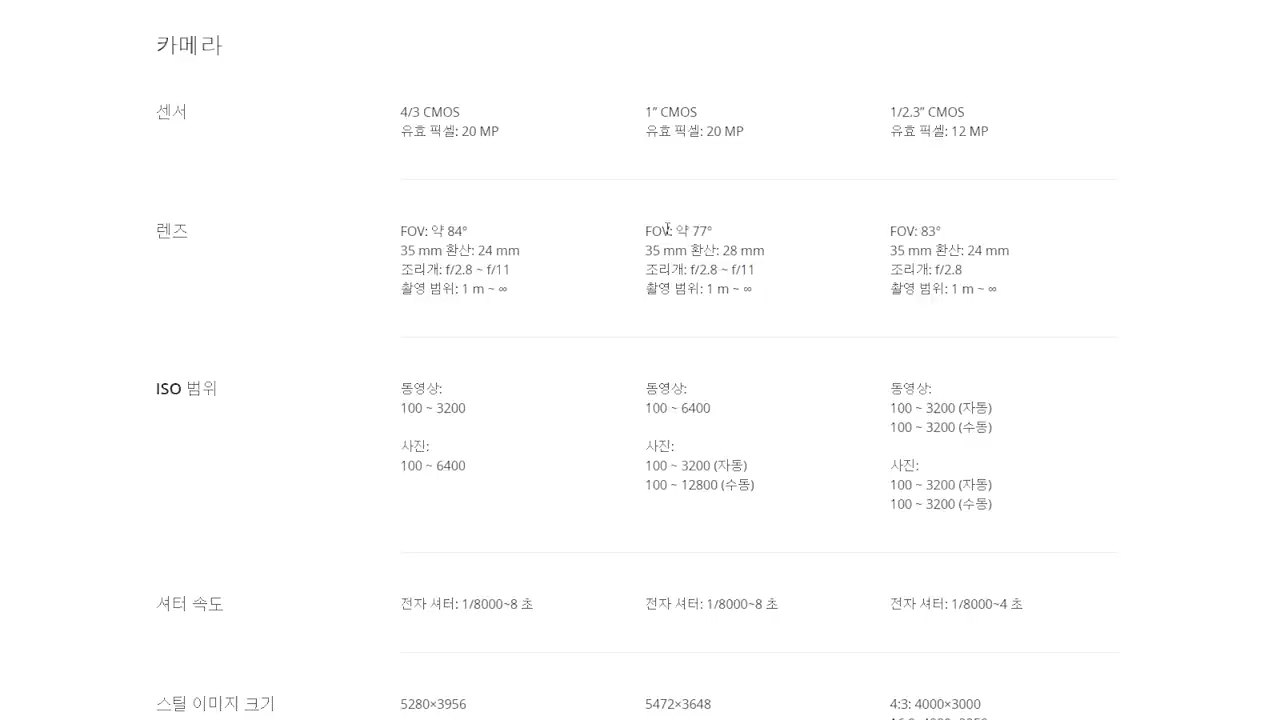 카메라
센서
4/3 CMOS
유효 픽셀: 20 MP
1” CMOS
유효 픽셀: 20 MP
1/2.3” CMOS
유효 픽셀: 12 MP
렌즈
FOV: 약 84°
35 mm 환산: 24 mm
조리개: f/2.8 ~ f/11
촬영 범위: 1 m ~ ∞
FOV: 약 77°
35 mm 환산: 28 mm
조리개: f/2.8 ~ f/11
촬영 범위: 1 m ~ ∞
FOV: 83°
35 mm 환산: 24 mm
조리개: f/2.8
촬영 범위: 1 m ~ ∞
ISO 범위
동영상:
100 ~ 3200
사진:
100 ~ 6400
동영상:
100 ~ 6400
사진:
100 ~ 3200 (자동)
100 ~ 12800 (수동)
동영상:
100 ~ 3200 (자동)
100 ~ 3200 (수동)
사진:
100 ~ 3200 (자동)
100 ~ 3200 (수동)
셔터 속도
전자 셔터: 1/8000~8 초
전자 셔터: 1/8000~8 초
전자 셔터: 1/8000~4 초
스틸 이미지 크기
5280×3956
5472×3648
4:3: 4000×3000